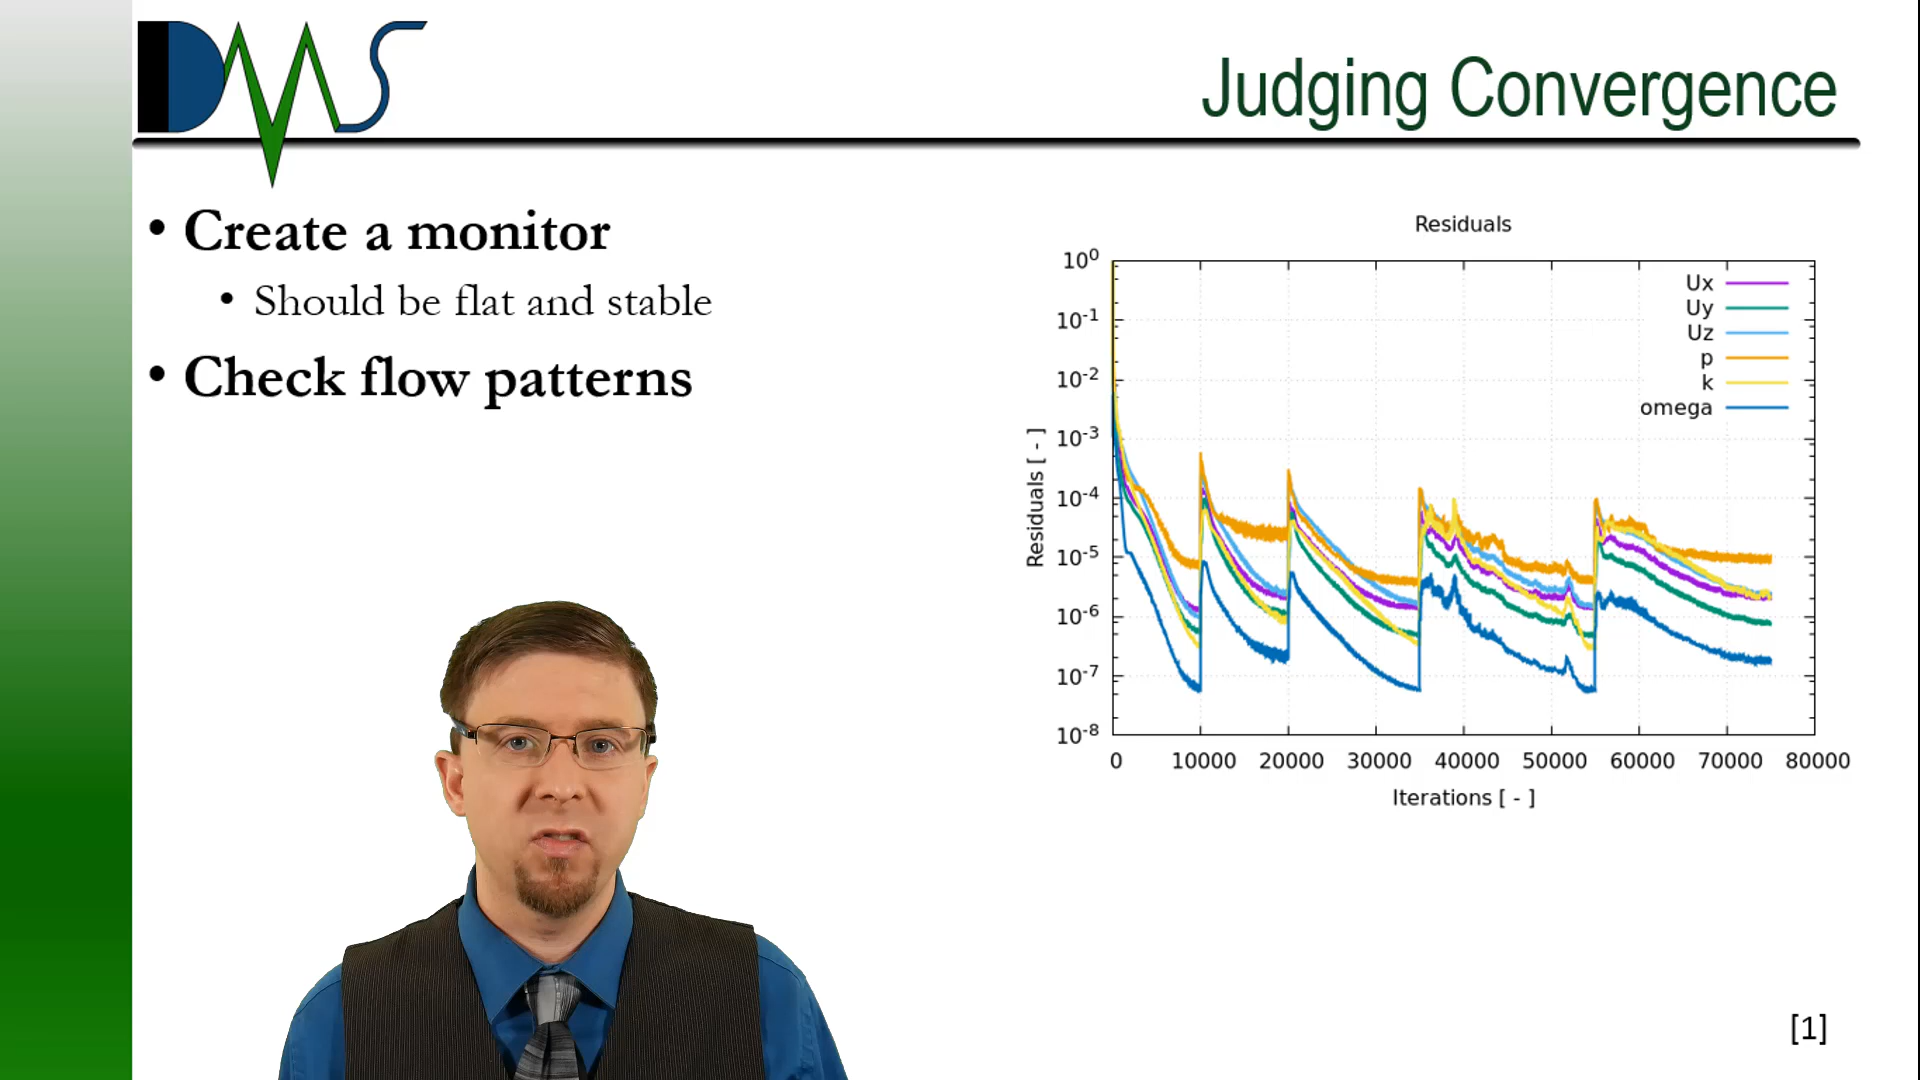 DMS
Judging Convergence
• Create a monitor
• Should be flat and stable
• Check flow patterns
Residuals
10^0
10^-1
10^-2
10^-3
10^-4
10^-5
10^-6
10^-7
10^-8
Residuals [ - ]
Ux
Uy
Uz
p
k
omega
0 10000 20000 30000 40000 50000 60000 70000 80000
Iterations [ - ]
[1]